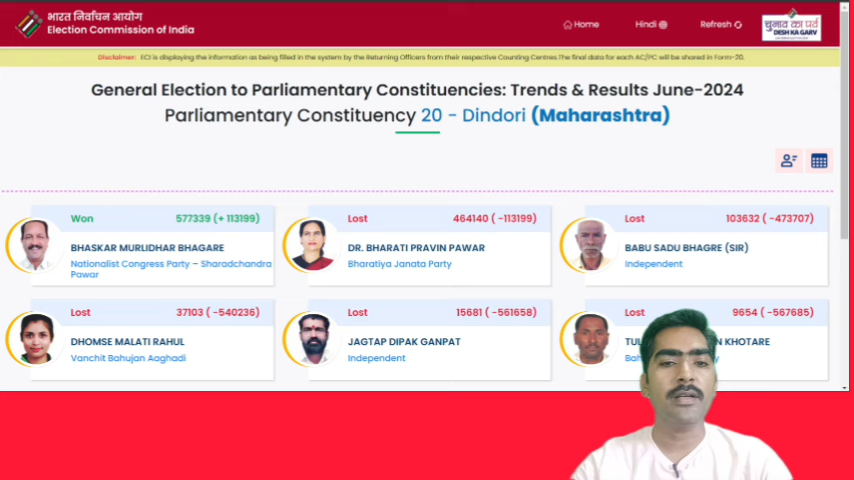 भारत निर्वाचन आयोग
Election Commission of India
Home
Hindi
Refresh
चुनाव का पर्व
DESH KA GARV
Disclaimer: ECI is displaying the information as being filled in the system by the Returning Officers from their respective Counting Centres.The final data for each AC/PC will be shared in Form-20.
General Election to Parliamentary Constituencies: Trends & Results June-2024
Parliamentary Constituency 20 - Dindori (Maharashtra)
Won 577339 (+ 113199)
BHASKAR MURLIDHAR BHAGARE
Nationalist Congress Party – Sharadchandra
Pawar
Lost 464140 ( -113199)
DR. BHARATI PRAVIN PAWAR
Bharatiya Janata Party
Lost 103632 ( -473707)
BABU SADU BHAGRE (SIR)
Independent
Lost 37103 ( -540236)
DHOMSE MALATI RAHUL
Vanchit Bahujan Aaghadi
Lost 15681 ( -561658)
JAGTAP DIPAK GANPAT
Independent
Lost 9654 ( -567685)
KHOTARE